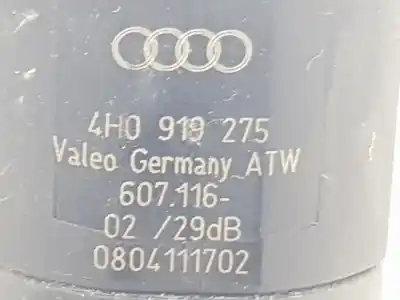 4H0 919 275
Valeo Germany ATW
607.116-
02 /29dB
0804111702